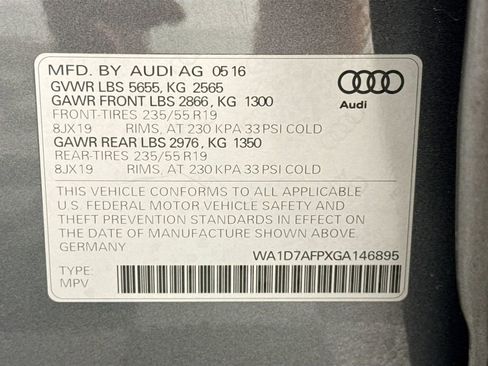 MFD. BY AUDI AG 05 16
GVWR LBS 5655, KG 2565
GAWR FRONT LBS 2866, KG 1300
FRONT-TIRES 235/55 R19
8JX19 RIMS, AT 230 KPA 33 PSI COLD
GAWR REAR LBS 2976, KG 1350
REAR-TIRES 235/55 R19
8JX19 RIMS, AT 230 KPA 33 PSI COLD
Audi
THIS VEHICLE CONFORMS TO ALL APPLICABLE
U.S. FEDERAL MOTOR VEHICLE SAFETY AND
THEFT PREVENTION STANDARDS IN EFFECT ON
THE DATE OF MANUFACTURE SHOWN ABOVE.
GERMANY
WA1D7AFPXGA146895
TYPE:
MPV